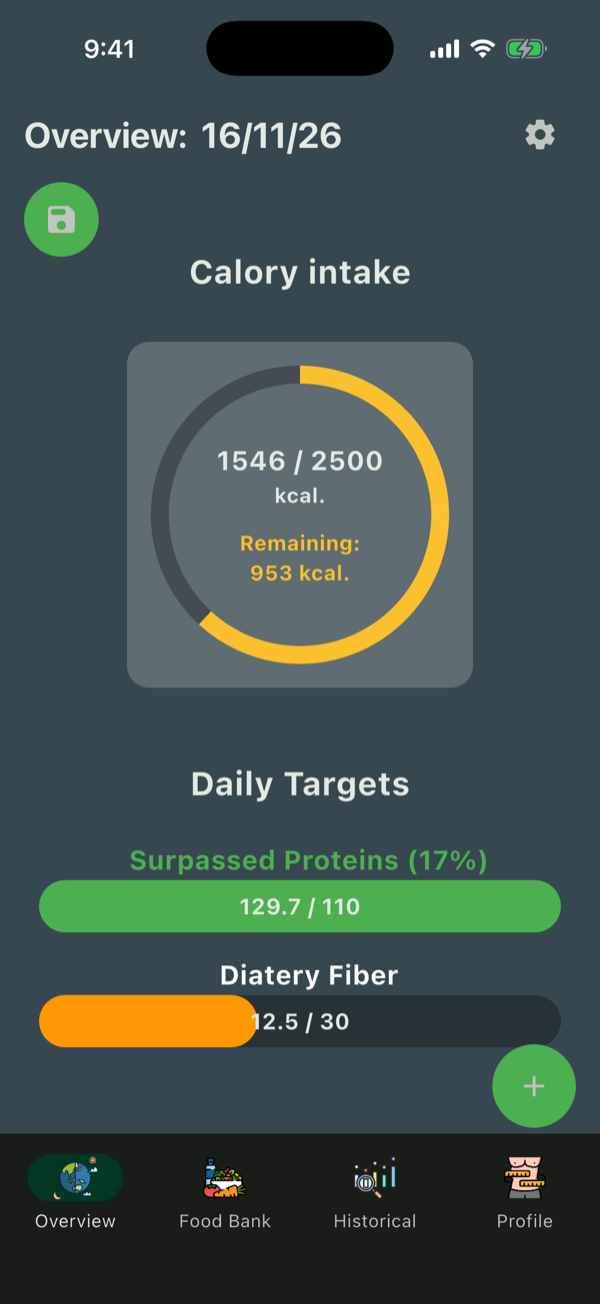 9:41
Overview: 16/11/26
Calory intake
1546 / 2500
kcal.
Remaining:
953 kcal.
Daily Targets
Surpassed Proteins (17%)
129.7 / 110
Diatery Fiber
12.5 / 30
+
Overview
Food Bank
Historical
Profile